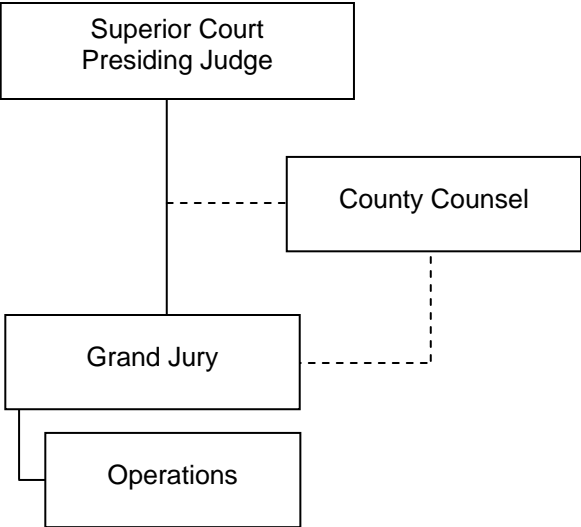 Superior Court
Presiding Judge
County Counsel
Grand Jury
Operations